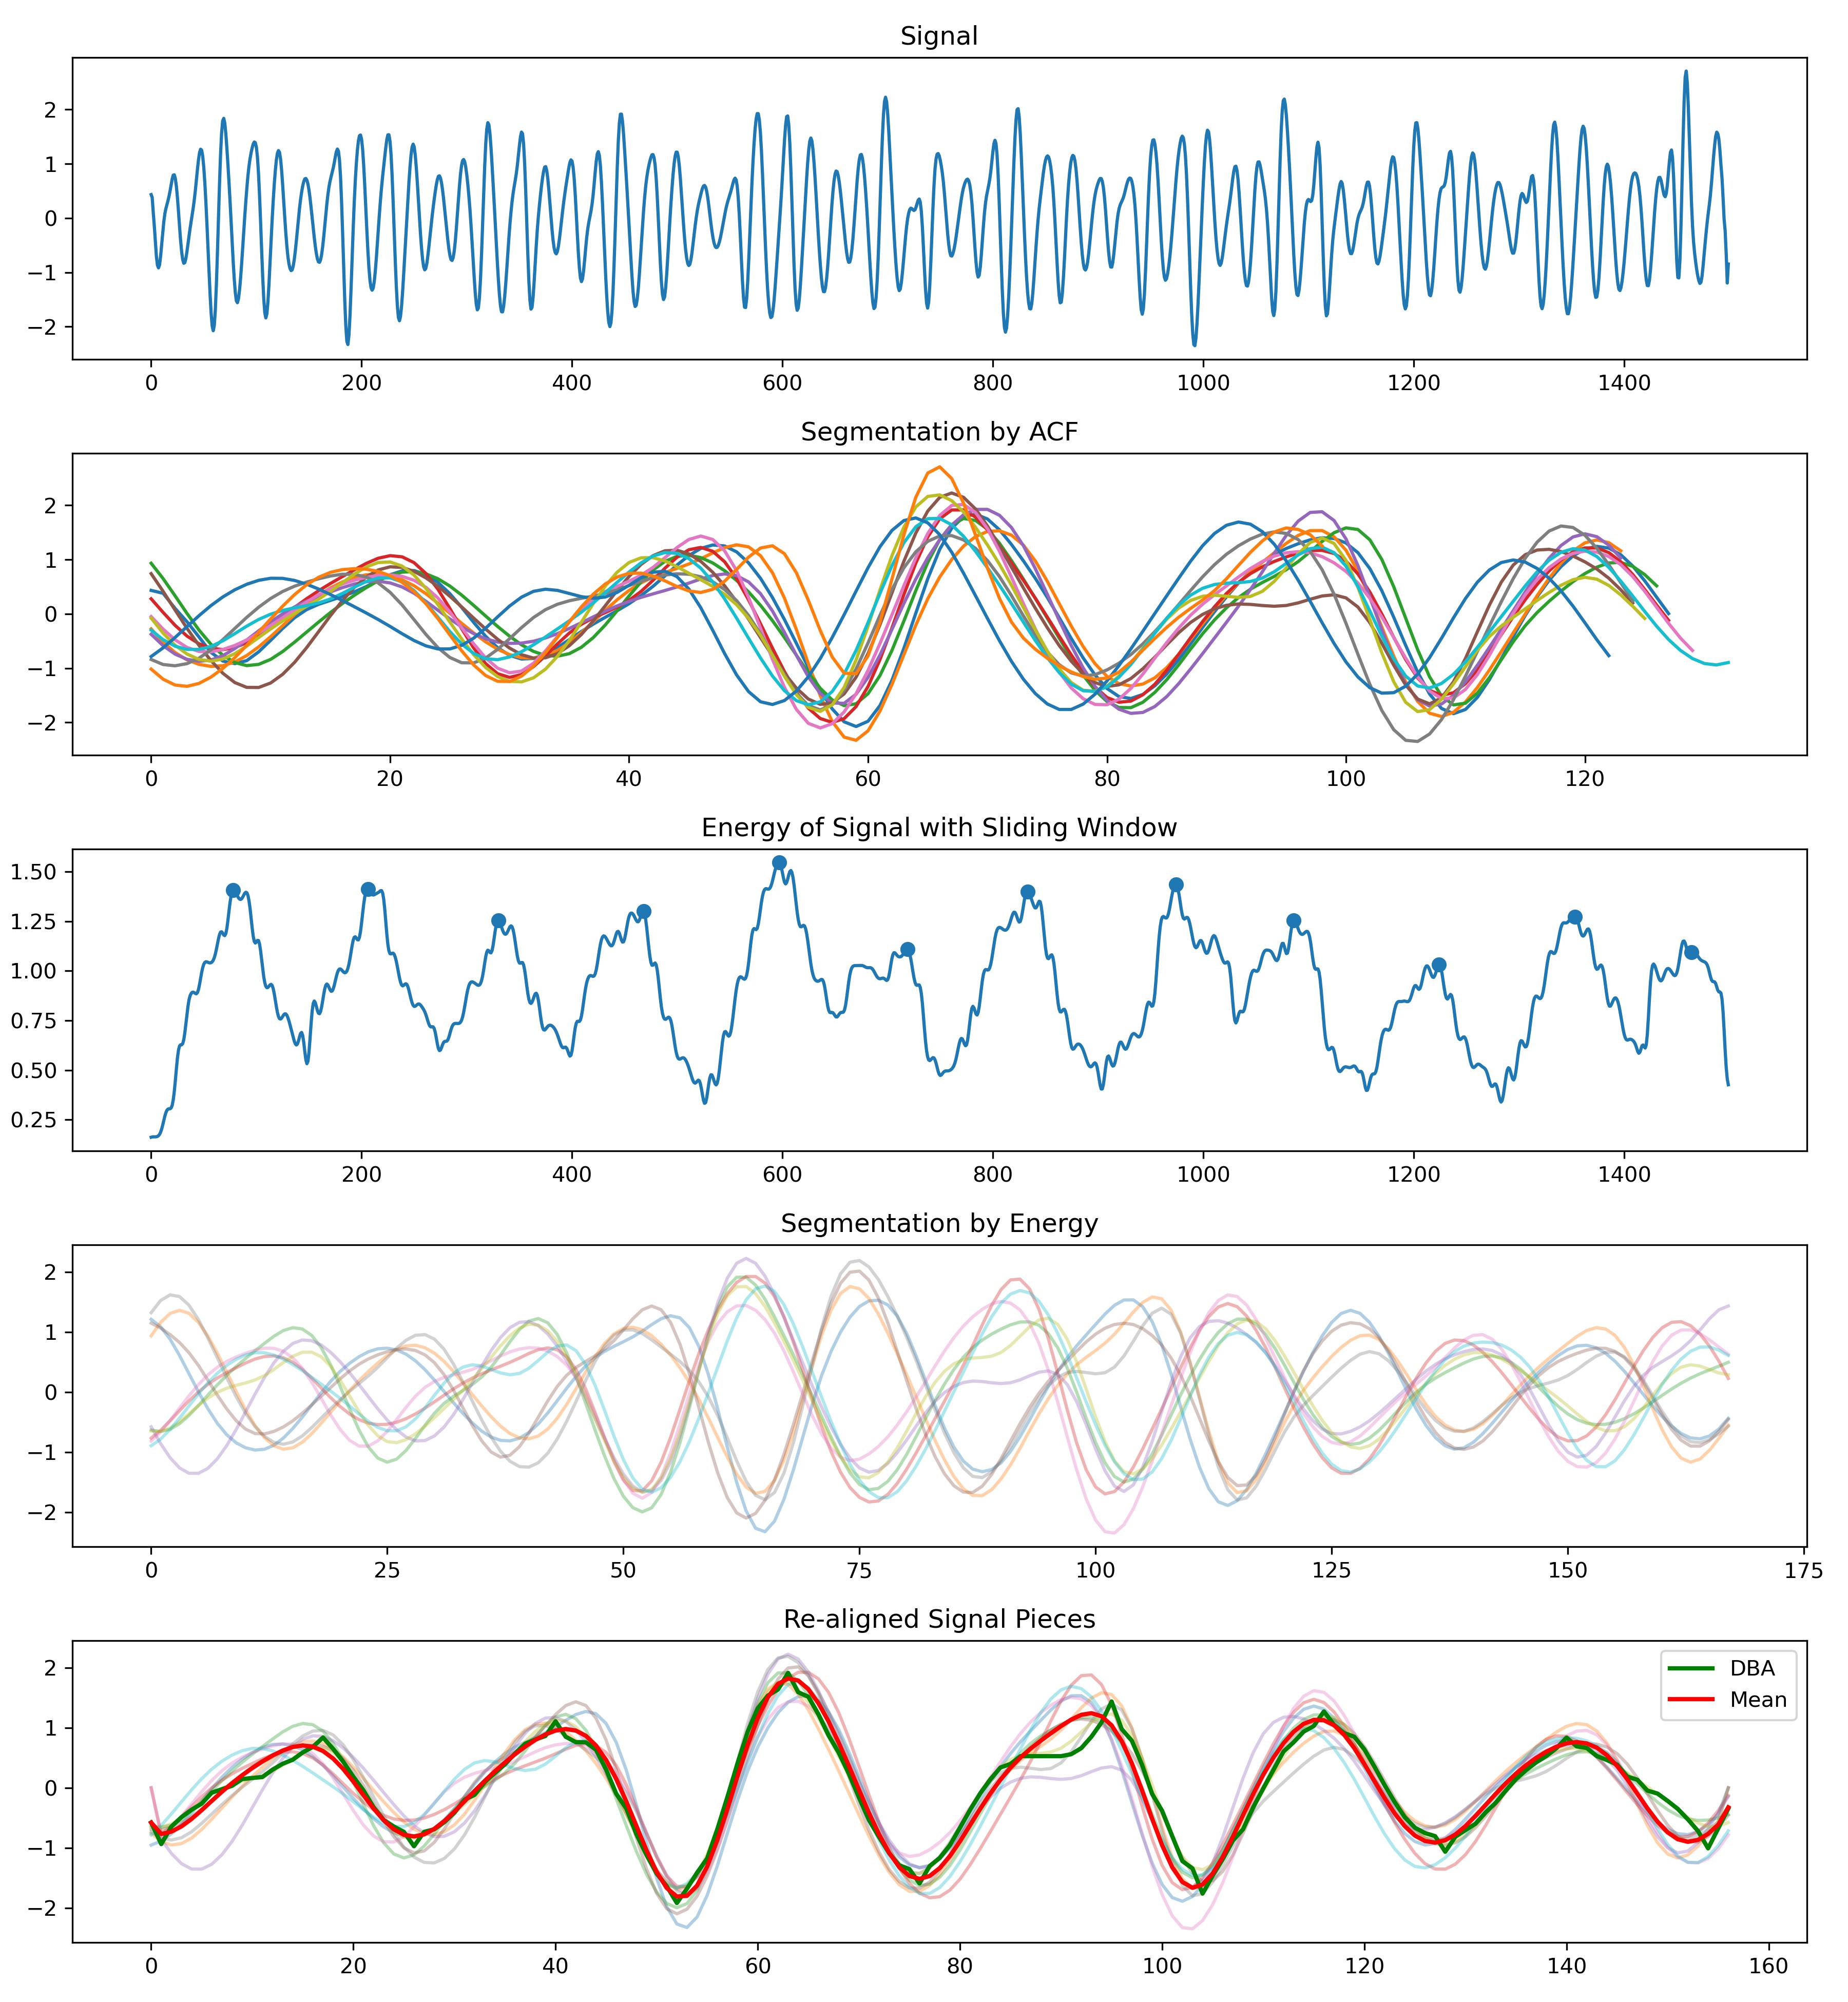 Signal
2
1
0
−1
−2
0 200 400 600 800 1000 1200 1400
Segmentation by ACF
2
1
0
−1
−2
0 20 40 60 80 100 120
Energy of Signal with Sliding Window
1.50
1.25
1.00
0.75
0.50
0.25
0 200 400 600 800 1000 1200 1400
Segmentation by Energy
2
1
0
−1
−2
0 25 50 75 100 125 150 175
Re-aligned Signal Pieces
DBA
Mean
2
1
0
−1
−2
0 20 40 60 80 100 120 140 160